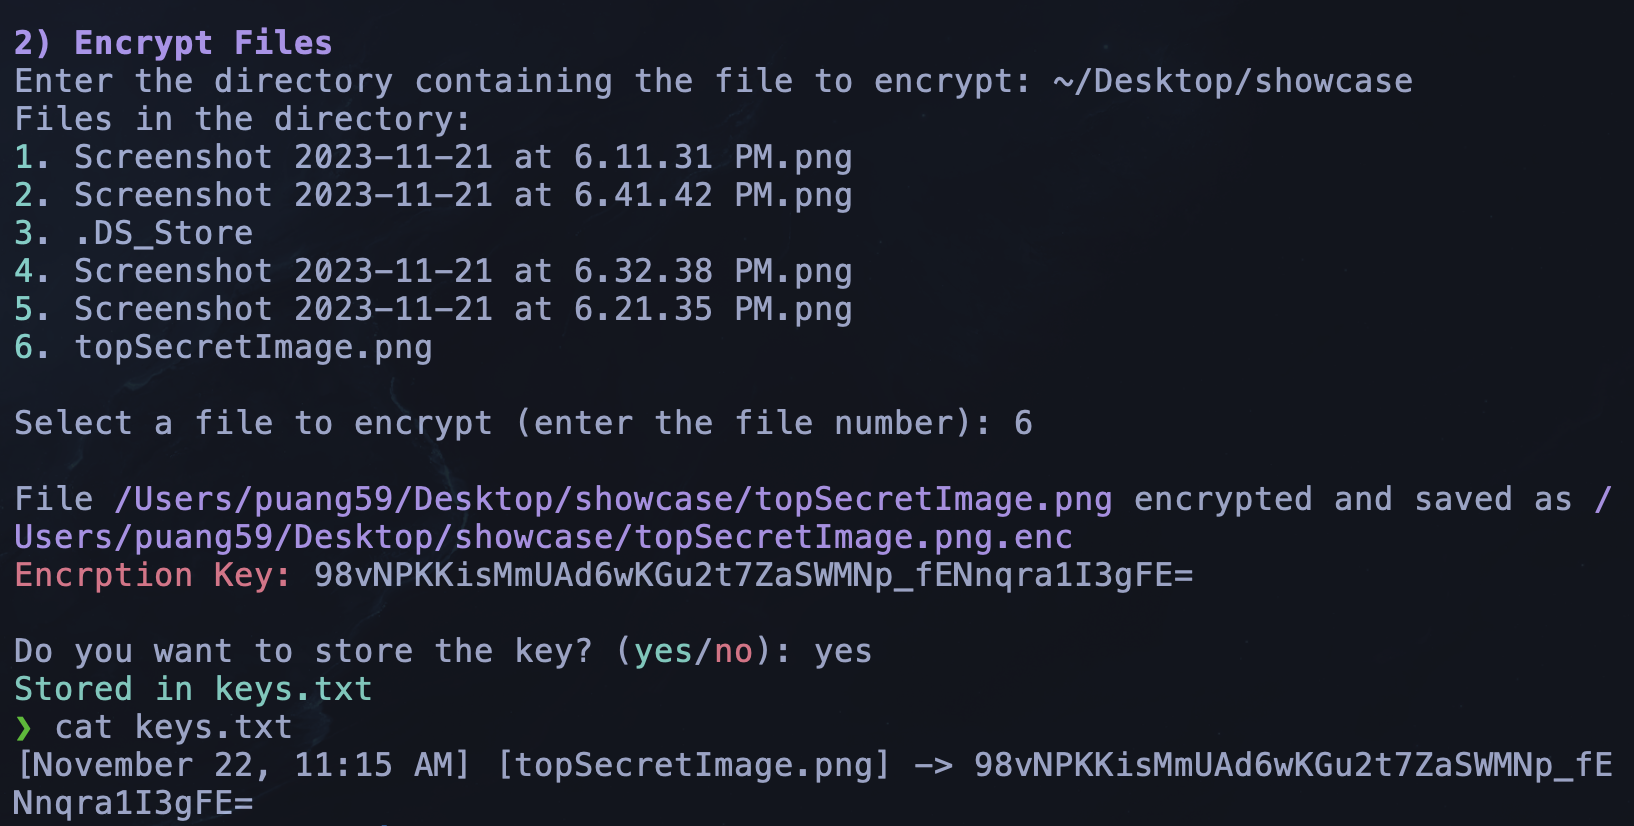 2) Encrypt Files
Enter the directory containing the file to encrypt: ~/Desktop/showcase
Files in the directory:
1. Screenshot 2023-11-21 at 6.11.31 PM.png
2. Screenshot 2023-11-21 at 6.41.42 PM.png
3. .DS_Store
4. Screenshot 2023-11-21 at 6.32.38 PM.png
5. Screenshot 2023-11-21 at 6.21.35 PM.png
6. topSecretImage.png
Select a file to encrypt (enter the file number): 6
File /Users/puang59/Desktop/showcase/topSecretImage.png encrypted and saved as /
Users/puang59/Desktop/showcase/topSecretImage.png.enc
Encrption Key: 98vNPKKisMmUAd6wKGu2t7ZaSWMNp_fENnqra1I3gFE=
Do you want to store the key? (yes/no): yes
Stored in keys.txt
❯ cat keys.txt
[November 22, 11:15 AM] [topSecretImage.png] -> 98vNPKKisMmUAd6wKGu2t7ZaSWMNp_fE
Nnqra1I3gFE=